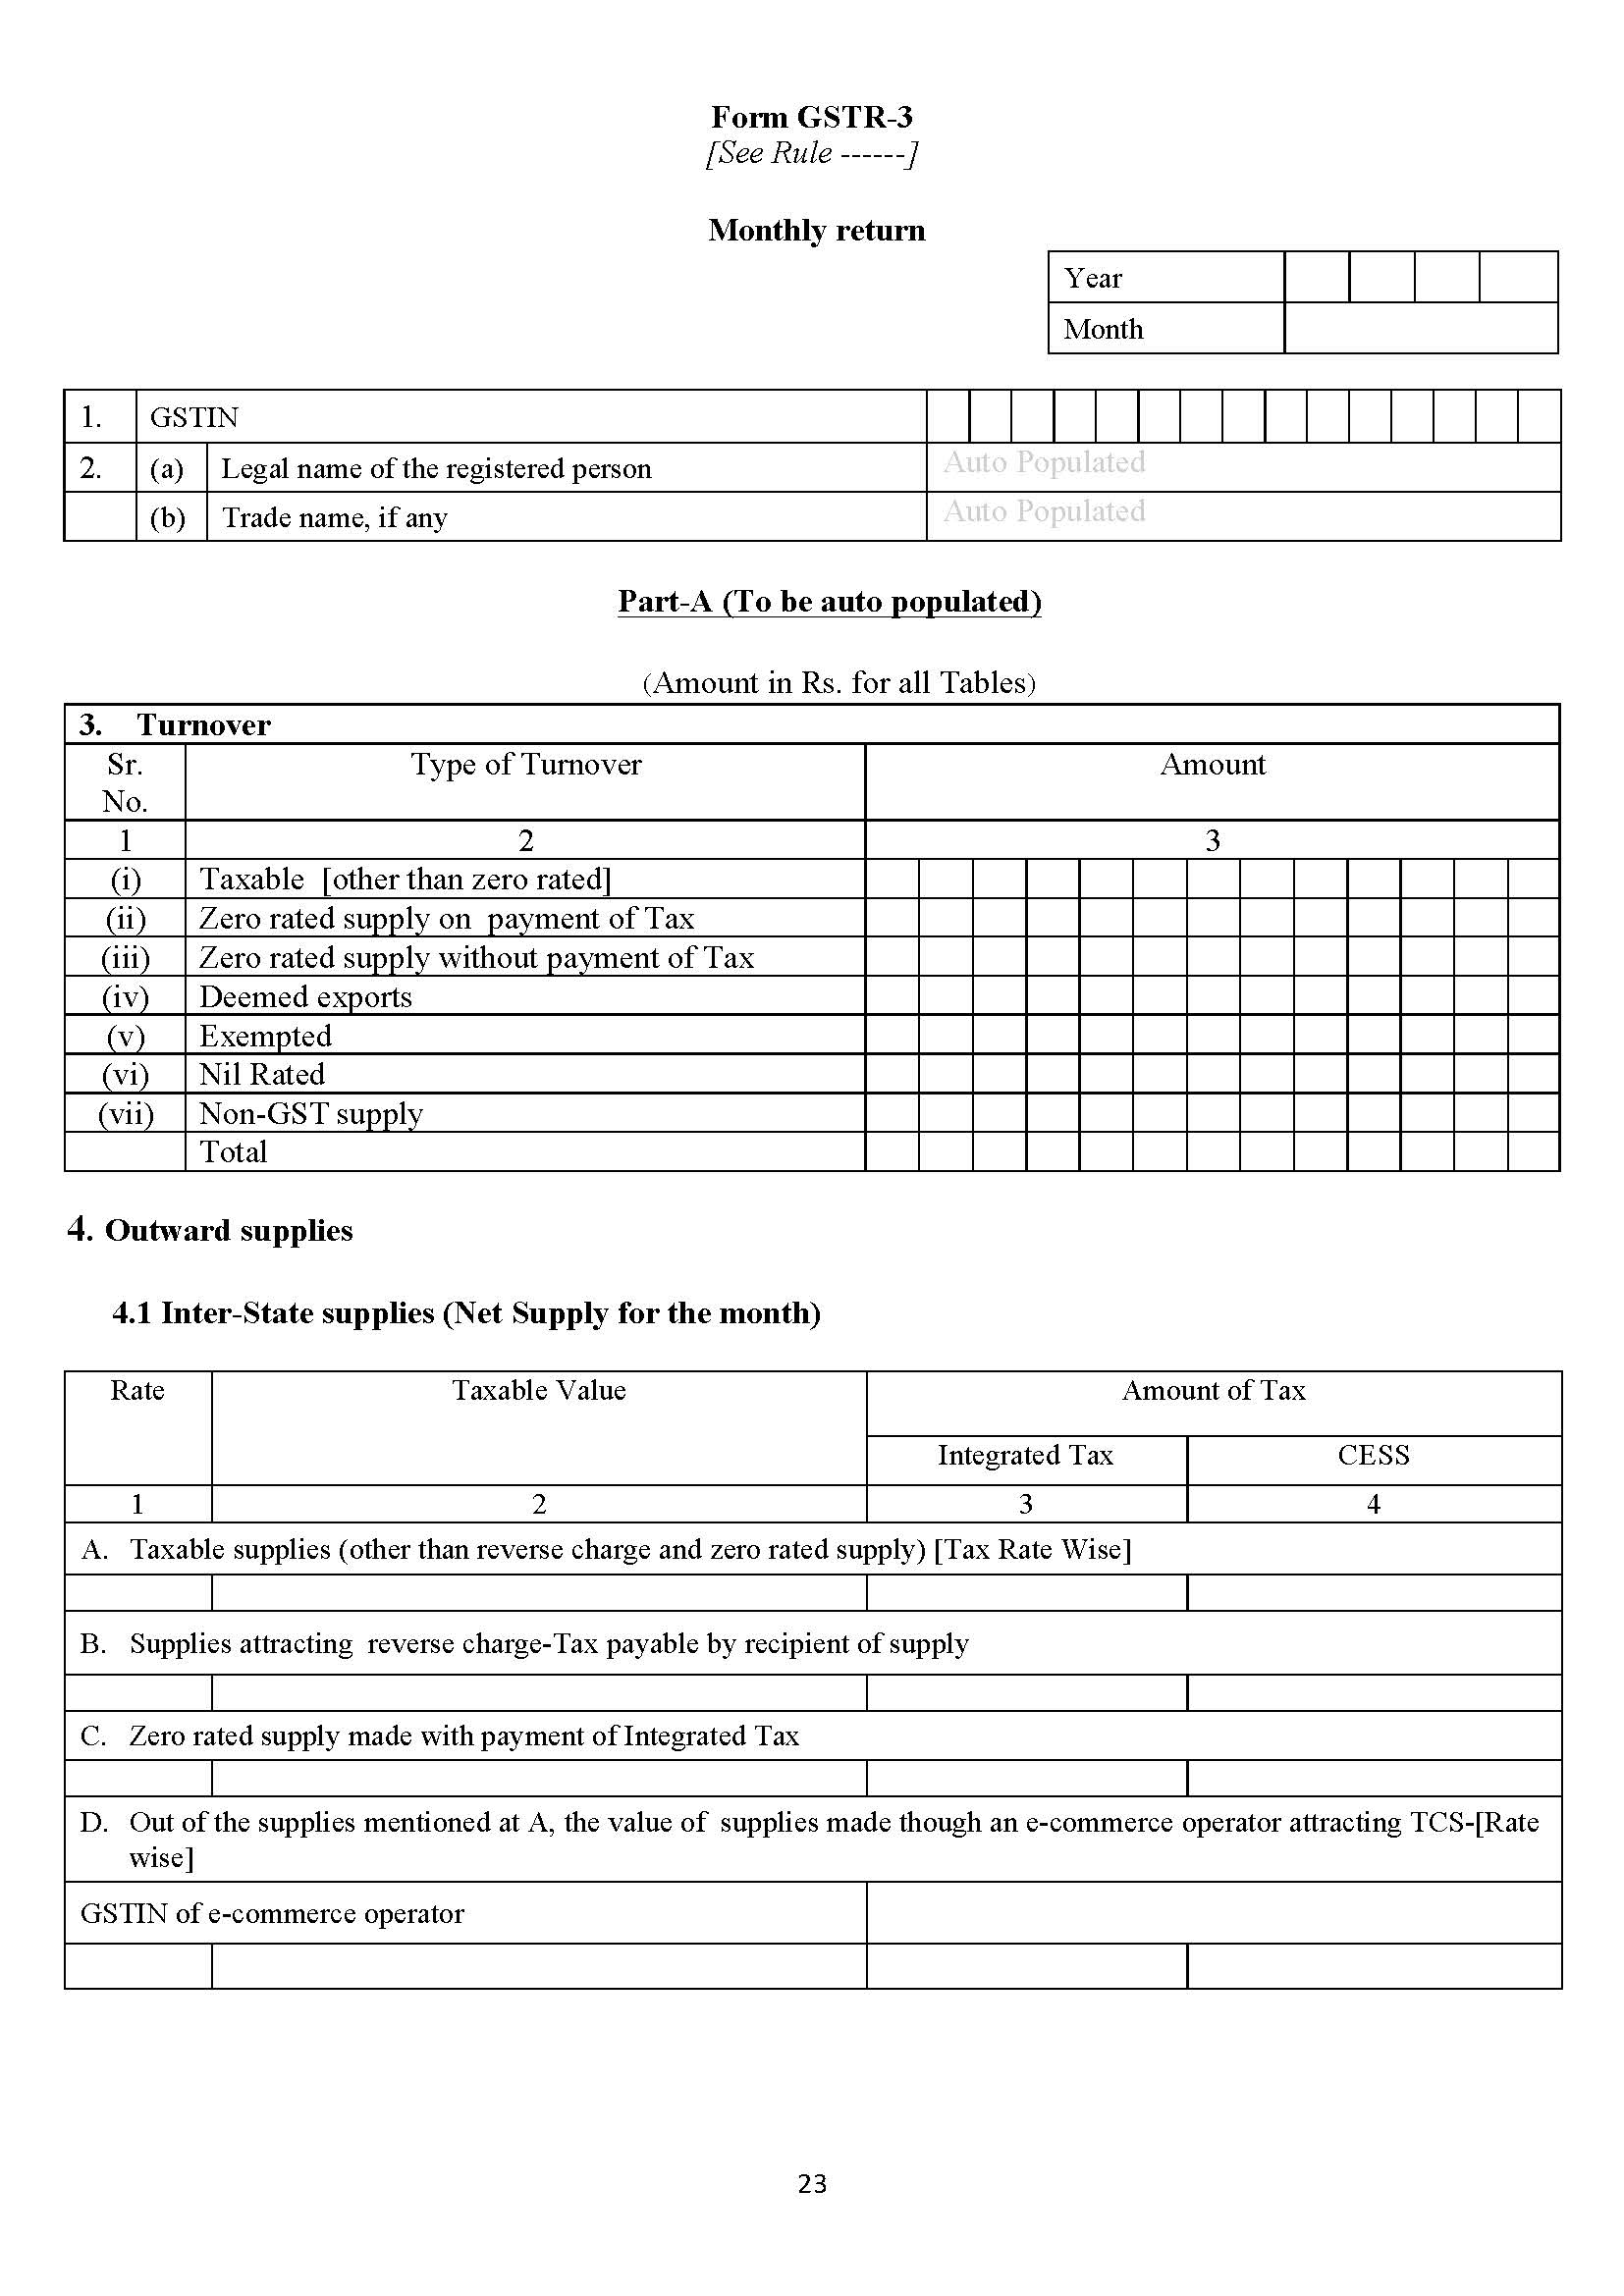 Form GSTR-3
[See Rule ------]
Monthly return
Year
Month
1. GSTIN
2. (a) Legal name of the registered person Auto Populated
(b) Trade name, if any Auto Populated
Part-A (To be auto populated)
(Amount in Rs. for all Tables)
3. Turnover
Sr. Type of Turnover Amount
No.
1 2 3
(i) Taxable [other than zero rated]
(ii) Zero rated supply on payment of Tax
(iii) Zero rated supply without payment of Tax
(iv) Deemed exports
(v) Exempted
(vi) Nil Rated
(vii) Non-GST supply
Total
4. Outward supplies
4.1 Inter-State supplies (Net Supply for the month)
Rate Taxable Value Amount of Tax
Integrated Tax CESS
1 2 3 4
A. Taxable supplies (other than reverse charge and zero rated supply) [Tax Rate Wise]
B. Supplies attracting reverse charge-Tax payable by recipient of supply
C. Zero rated supply made with payment of Integrated Tax
D. Out of the supplies mentioned at A, the value of supplies made though an e-commerce operator attracting TCS-[Rate
wise]
GSTIN of e-commerce operator
23